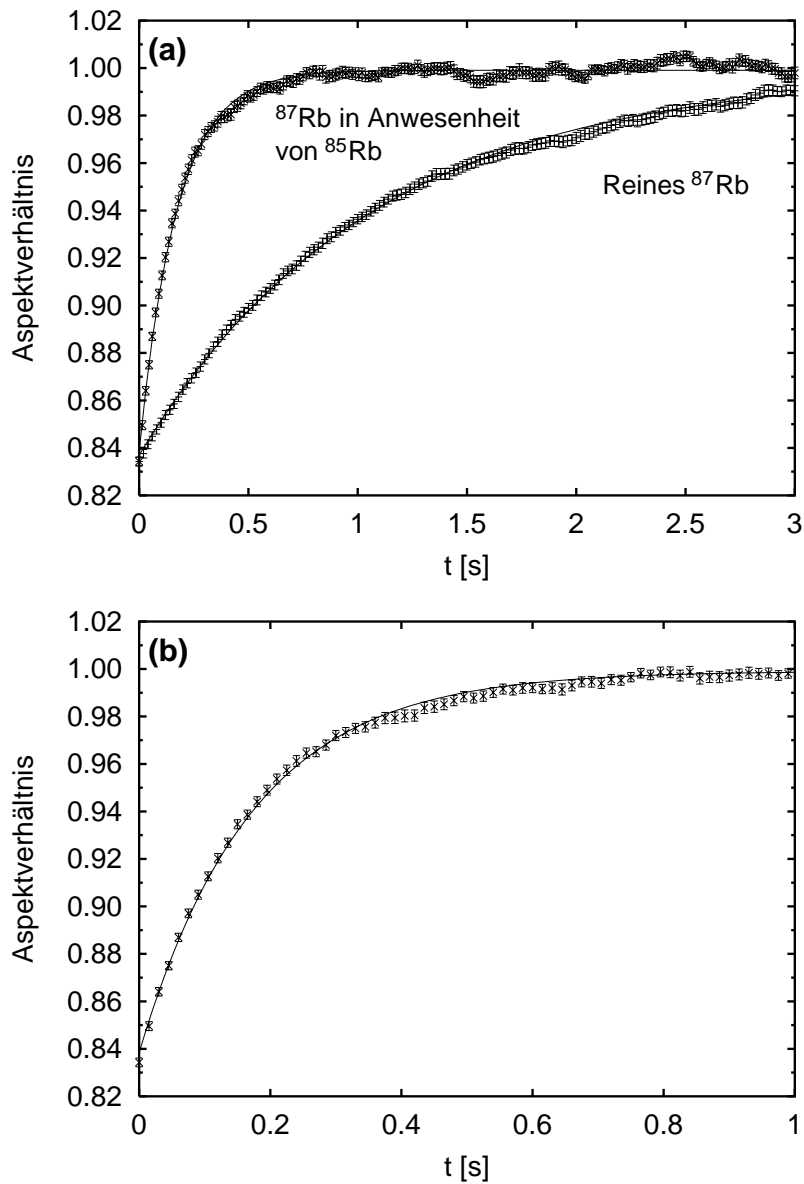 1.02
1.00
0.98
0.96
0.94
0.92
0.90
0.88
0.86
0.84
0.82
Aspektverhältnis
(a)
⁸⁷Rb in Anwesenheit
von ⁸⁵Rb
Reines ⁸⁷Rb
0 0.5 1 1.5 2 2.5 3
t [s]
1.02
1.00
0.98
0.96
0.94
0.92
0.90
0.88
0.86
0.84
0.82
Aspektverhältnis
(b)
0 0.2 0.4 0.6 0.8 1
t [s]